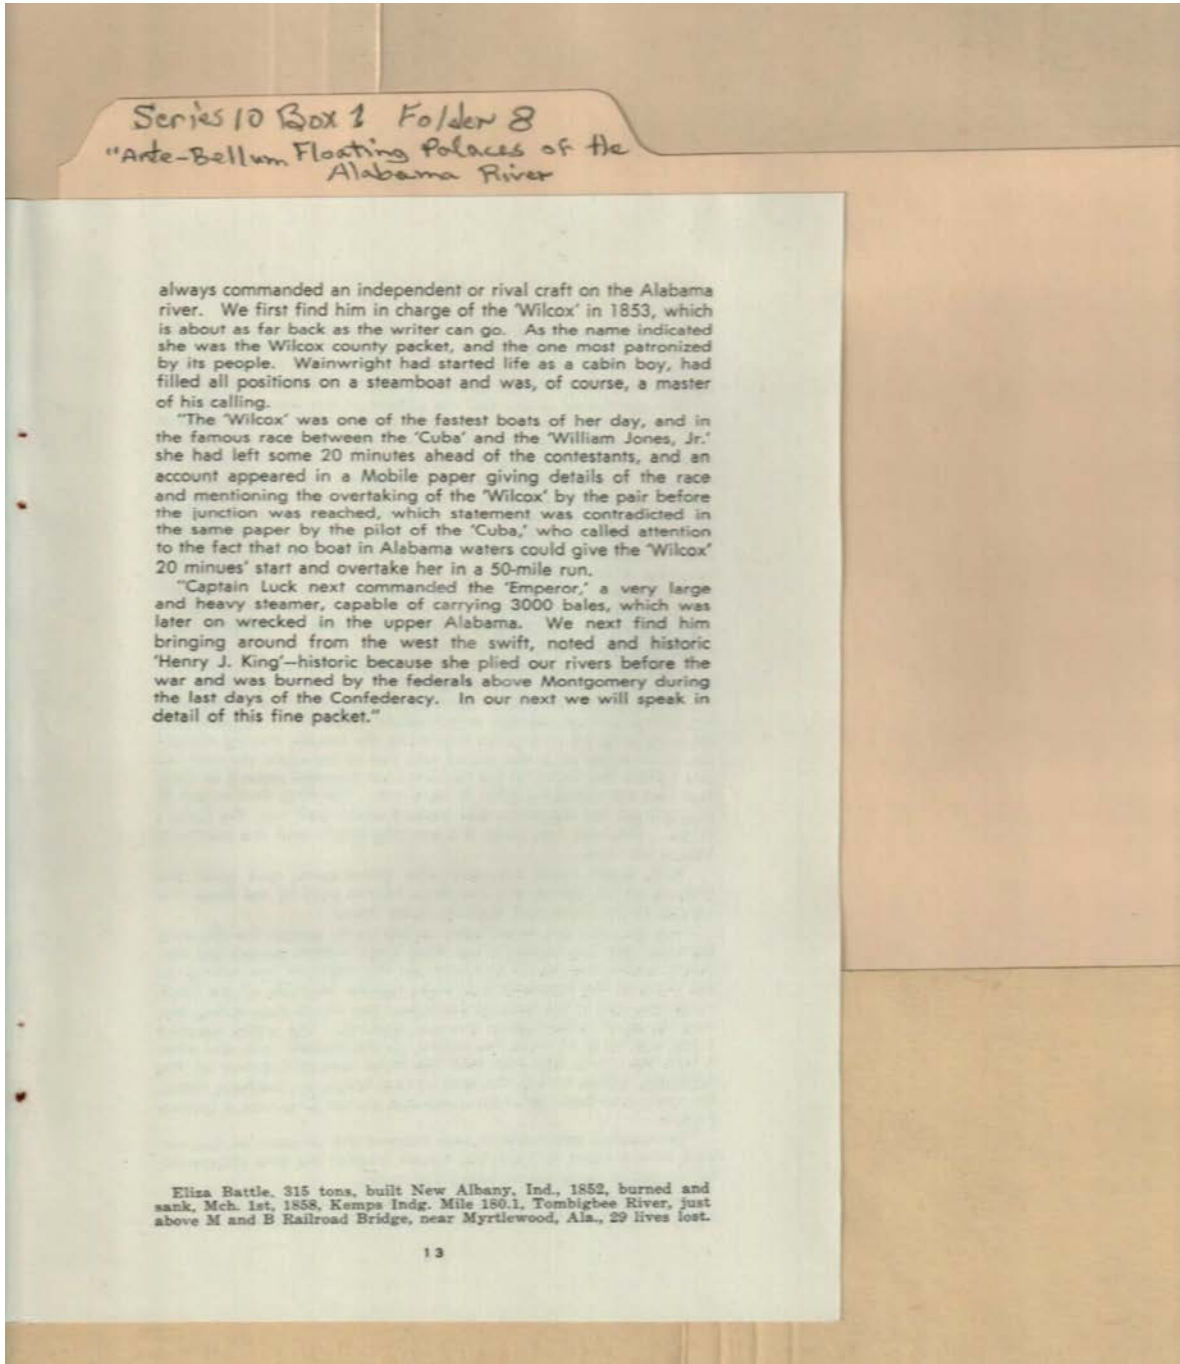 Series 10 Box 1 Folder 8
"Ante-Bellum Floating Palaces of the
Alabama River
always commanded an independent or rival craft on the Alabama
river. We first find him in charge of the 'Wilcox' in 1853, which
is about as far back as the writer can go. As the name indicated
she was the Wilcox county packet, and the one most patronized
by its people. Wainwright had started life as a cabin boy, had
filled all positions on a steamboat and was, of course, a master
of his calling.
"The 'Wilcox' was one of the fastest boats of her day, and in
the famous race between the 'Cuba' and the 'William Jones, Jr.'
she had left some 20 minutes ahead of the contestants, and an
account appeared in a Mobile paper giving details of the race
and mentioning the overtaking of the 'Wilcox' by the pair before
the junction was reached, which statement was contradicted in
the same paper by the pilot of the 'Cuba,' who called attention
to the fact that no boat in Alabama waters could give the 'Wilcox'
20 minues' start and overtake her in a 50-mile run.
"Captain Luck next commanded the 'Emperor,' a very large
and heavy steamer, capable of carrying 3000 bales, which was
later on wrecked in the upper Alabama. We next find him
bringing around from the west the swift, noted and historic
'Henry J. King'—historic because she plied our rivers before the
war and was burned by the federals above Montgomery during
the last days of the Confederacy. In our next we will speak in
detail of this fine packet."
Eliza Battle, 315 tons, built New Albany, Ind., 1852, burned and
sank, Mch. 1st, 1858, Kemps Indg. Mile 180.1, Tombigbee River, just
above M and B Railroad Bridge, near Myrtlewood, Ala., 29 lives lost.
13